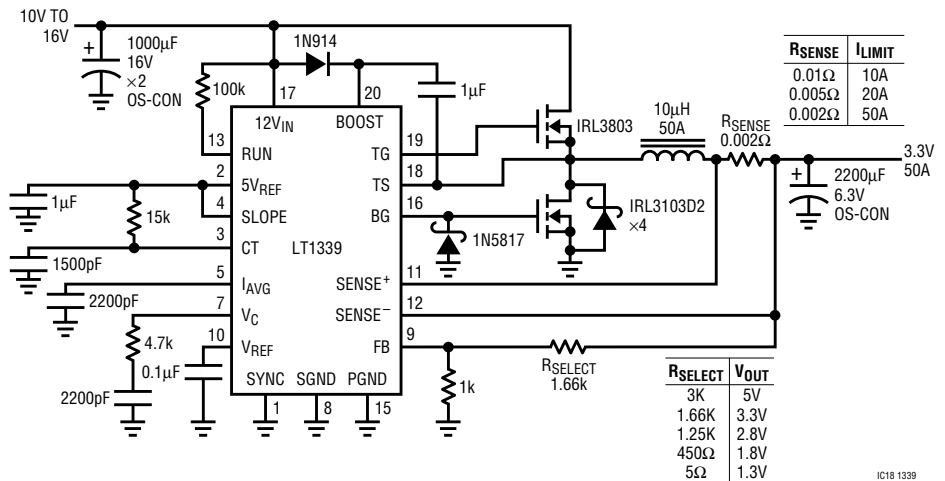 10V TO
16V
1000µF
16V
×2
OS-CON
1N914
100k
1µF
17
20
12VIN
BOOST
13
RUN
2
5VREF
4
SLOPE
3
CT
LT1339
5
IAVG
7
VC
10
VREF
SYNC
SGND
PGND
1
8
15
19
TG
18
TS
16
BG
11
SENSE+
12
SENSE–
9
FB
1µF
15k
1500pF
2200pF
4.7k
0.1µF
2200pF
IRL3803
10µH
50A
RSENSE
0.002Ω
IRL3103D2
×4
1N5817
2200µF
6.3V
OS-CON
3.3V
50A
RSELECT
1.66k
1k
RSENSE ILIMIT
0.01Ω 10A
0.005Ω 20A
0.002Ω 50A
RSELECT VOUT
3K 5V
1.66K 3.3V
1.25K 2.8V
450Ω 1.8V
5Ω 1.3V
IC18 1339